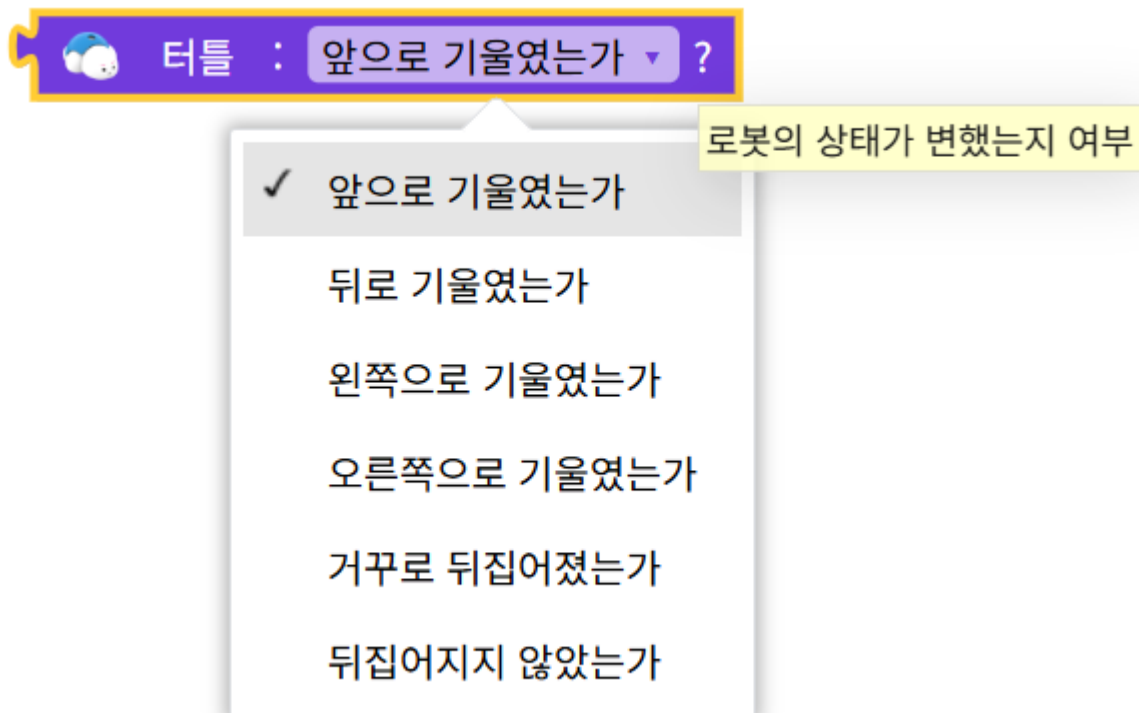 터틀 : 앞으로 기울였는가 ▾ ?
로봇의 상태가 변했는지 여부
✓ 앞으로 기울였는가
뒤로 기울였는가
왼쪽으로 기울였는가
오른쪽으로 기울였는가
거꾸로 뒤집어졌는가
뒤집어지지 않았는가